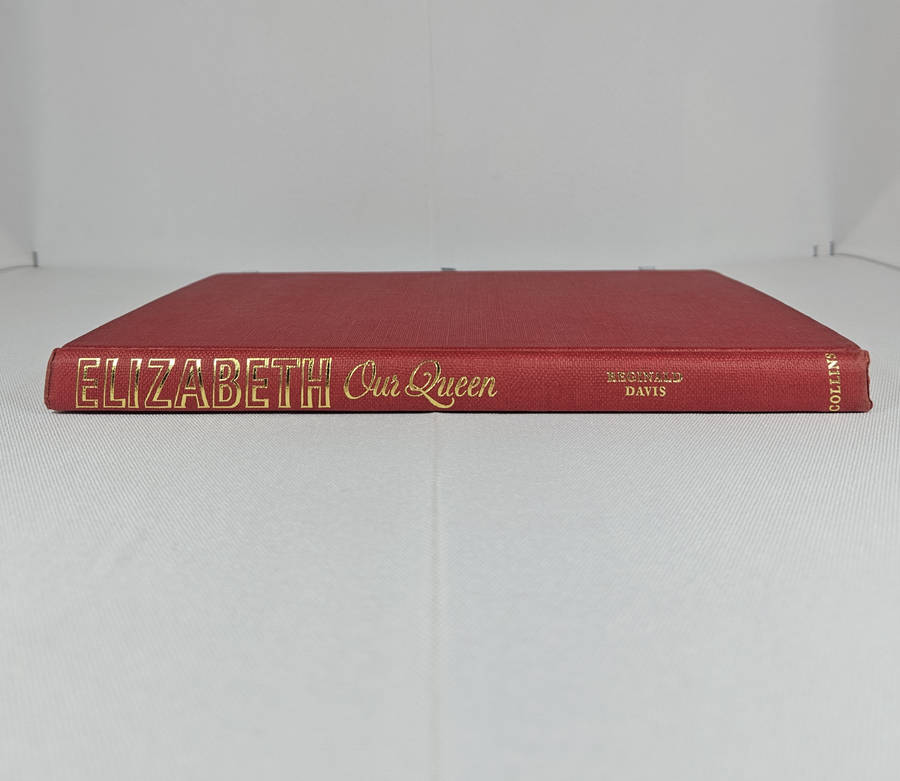 ELIZABETH Our Queen
REGINALD
DAVIS
COLLINS